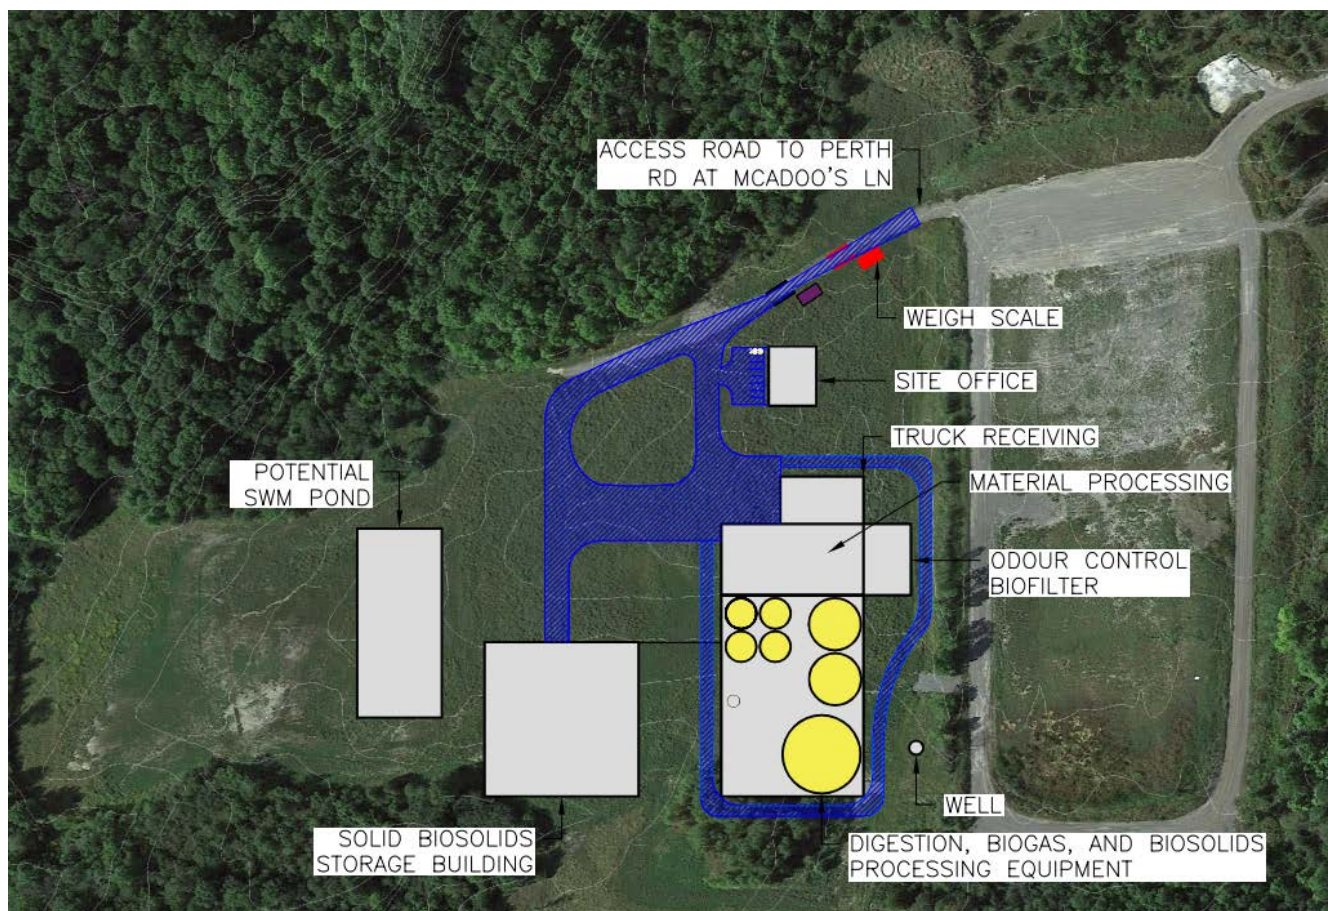 ACCESS ROAD TO PERTH
RD AT MCADOO'S LN
WEIGH SCALE
SITE OFFICE
TRUCK RECEIVING
POTENTIAL
SWM POND
MATERIAL PROCESSING
ODOUR CONTROL
BIOFILTER
WELL
SOLID BIOSOLIDS
STORAGE BUILDING
DIGESTION, BIOGAS, AND BIOSOLIDS
PROCESSING EQUIPMENT